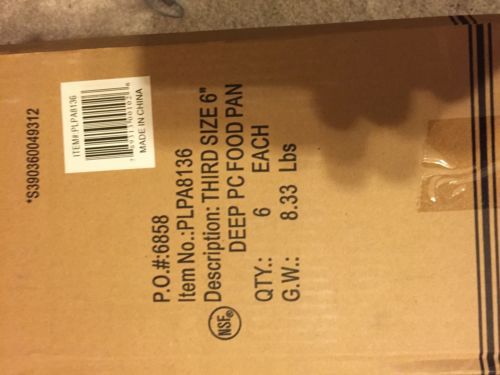 *S390360049312
ITEM#:PLPA8136
MADE IN CHINA
P.O.#:6858
Item No.:PLPA8136
Description: THIRD SIZE 6"
DEEP PC FOOD PAN
QTY.: 6 EACH
G.W.: 8.33 Lbs
NSF®